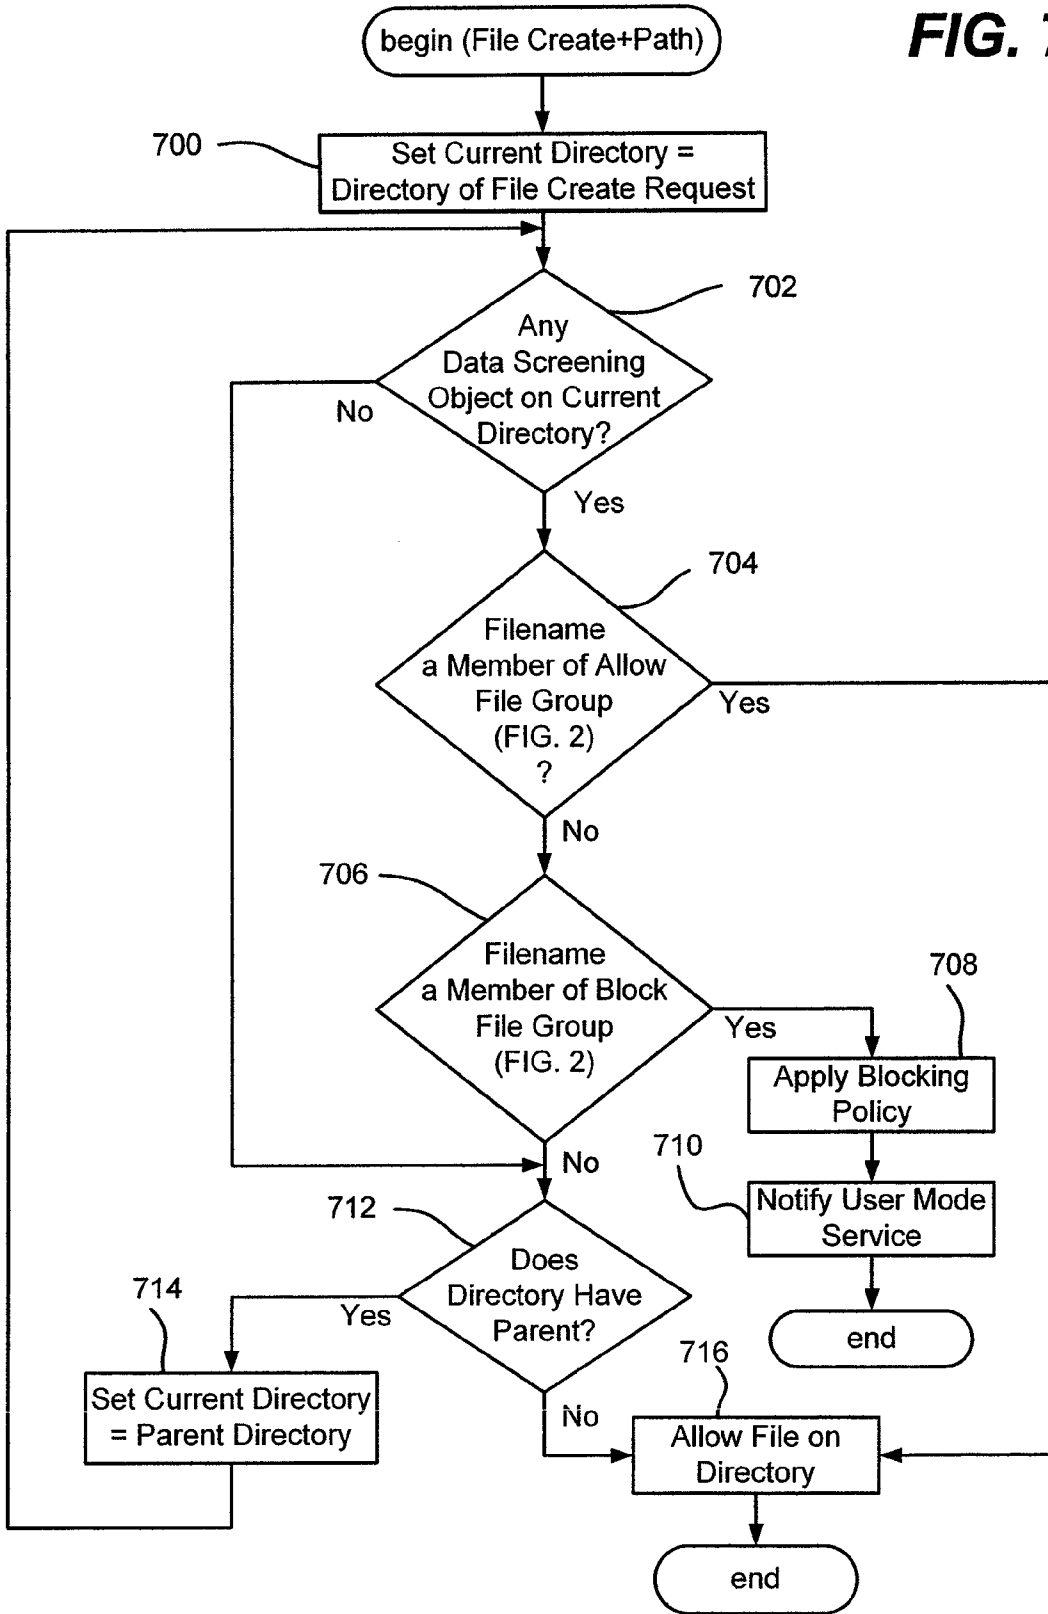 FIG. 7
begin (File Create+Path)
700
Set Current Directory =
Directory of File Create Request
702
Any
Data Screening
Object on Current
Directory?
No
Yes
704
Filename
a Member of Allow
File Group
(FIG. 2)
?
Yes
No
706
Filename
a Member of Block
File Group
(FIG. 2)
Yes
708
Apply Blocking
Policy
710
Notify User Mode
Service
end
No
712
Does
Directory Have
Parent?
Yes
714
Set Current Directory
= Parent Directory
No
716
Allow File on
Directory
end